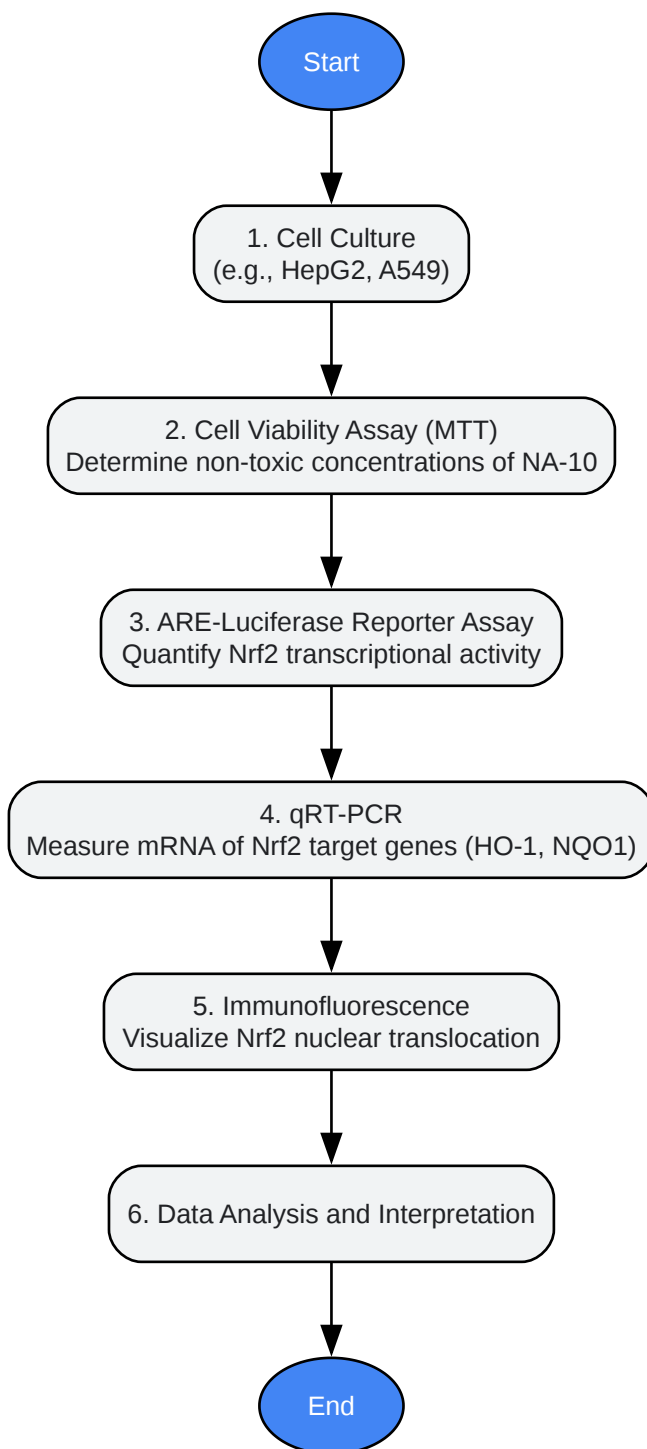 Start
1. Cell Culture
(e.g., HepG2, A549)
2. Cell Viability Assay (MTT)
Determine non-toxic concentrations of NA-10
3. ARE-Luciferase Reporter Assay
Quantify Nrf2 transcriptional activity
4. qRT-PCR
Measure mRNA of Nrf2 target genes (HO-1, NQO1)
5. Immunofluorescence
Visualize Nrf2 nuclear translocation
6. Data Analysis and Interpretation
End